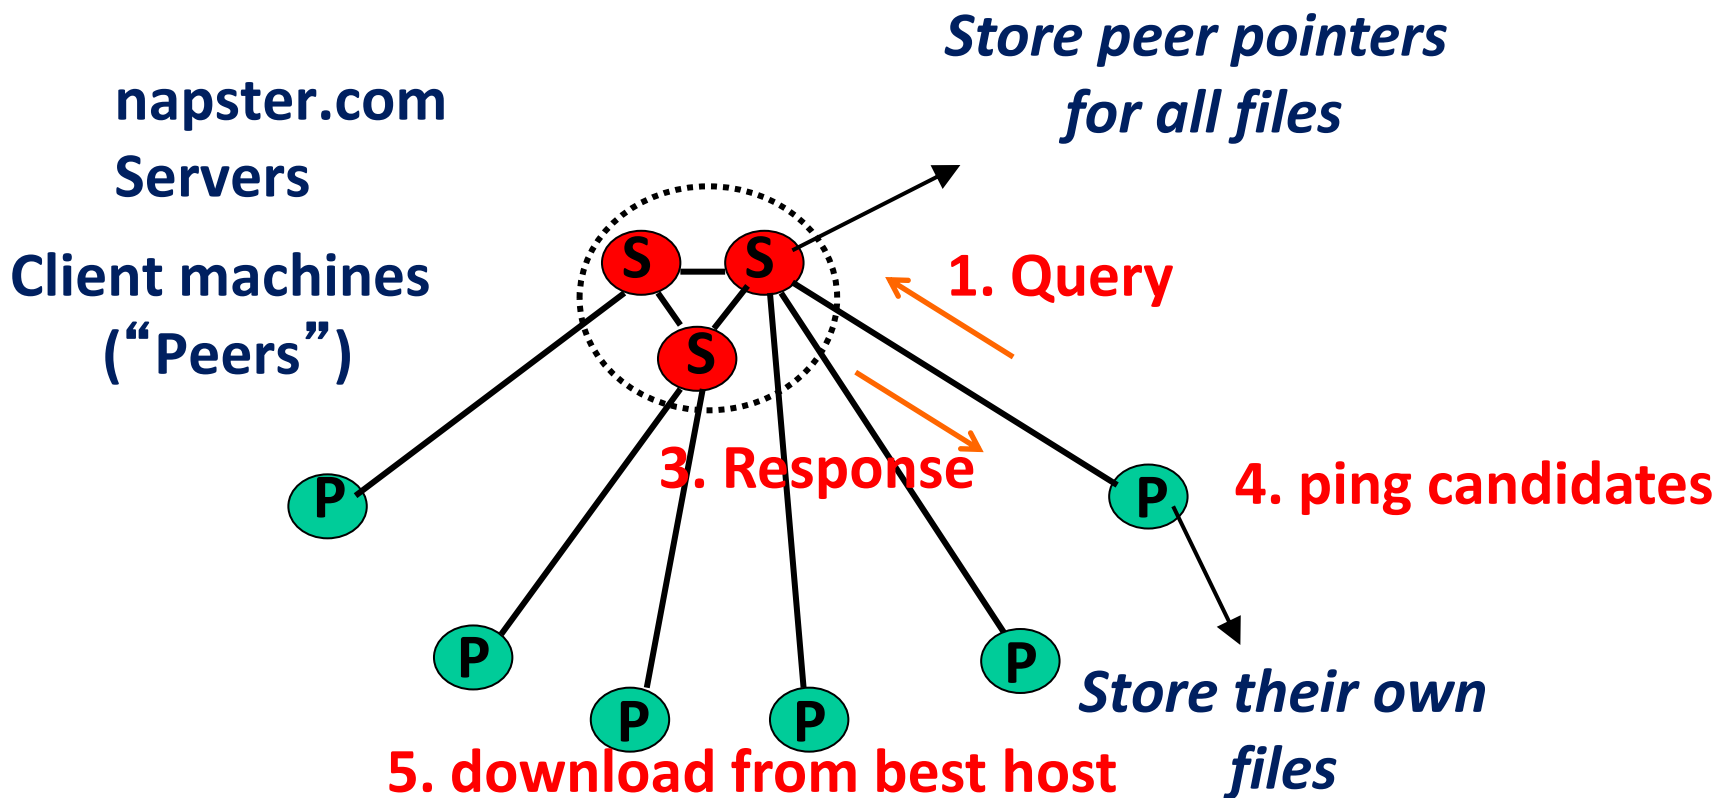 Store peer pointers
for all files
napster.com
Servers
Client machines
(“Peers”)
S
S
S
1. Query
3. Response
4. ping candidates
P
P
P
P
P
P
Store their own
files
5. download from best host